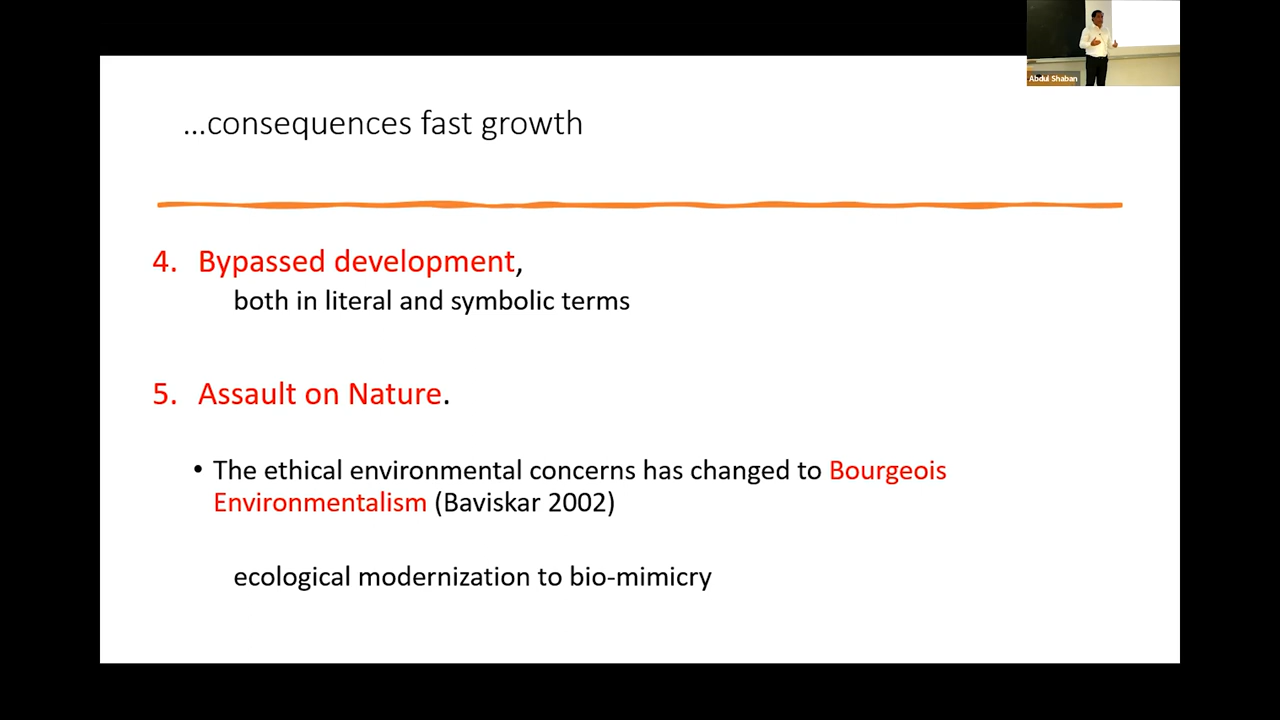 Abdul Shaban
...consequences fast growth
4. Bypassed development,
both in literal and symbolic terms
5. Assault on Nature.
• The ethical environmental concerns has changed to Bourgeois
Environmentalism (Baviskar 2002)
ecological modernization to bio-mimicry